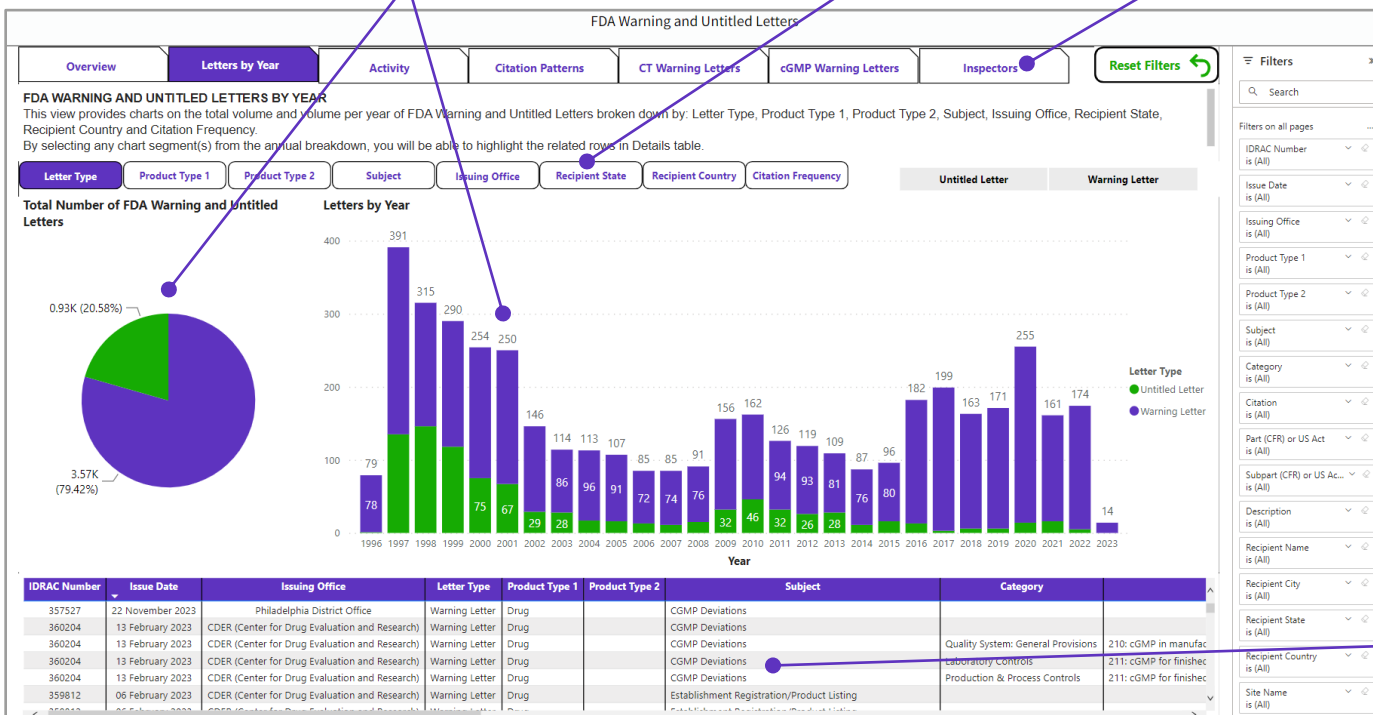 FDA Warning and Untitled Letters
Overview
Letters by Year
Activity
Citation Patterns
CT Warning Letters
cGMP Warning Letters
Inspectors
Reset Filters
FDA WARNING AND UNTITLED LETTERS BY YEAR
This view provides charts on the total volume and volume per year of FDA Warning and Untitled Letters broken down by: Letter Type, Product Type 1, Product Type 2, Subject, Issuing Office, Recipient State,
Recipient Country and Citation Frequency.
By selecting any chart segment(s) from the annual breakdown, you will be able to highlight the related rows in Details table.
Letter Type
Product Type 1
Product Type 2
Subject
Issuing Office
Recipient State
Recipient Country
Citation Frequency
Untitled Letter
Warning Letter
Total Number of FDA Warning and Untitled
Letters
0.93K (20.58%)
3.57K
(79.42%)
Letters by Year
400
300
200
100
0
391
315
290
254
250
146
114
113
107
85
85
91
156
162
126
119
109
87
96
182
199
163
171
255
161
174
14
79
78
75
67
29
86
28
96
91
72
74
76
32
46
94
32
93
26
81
28
76
80
1996 1997 1998 1999 2000 2001 2002 2003 2004 2005 2006 2007 2008 2009 2010 2011 2012 2013 2014 2015 2016 2017 2018 2019 2020 2021 2022 2023
Year
Letter Type
Untitled Letter
Warning Letter
IDRAC Number Issue Date Issuing Office Letter Type Product Type 1 Product Type 2 Subject Category
357527 22 November 2023 Philadelphia District Office Warning Letter Drug CGMP Deviations
360204 13 February 2023 CDER (Center for Drug Evaluation and Research) Warning Letter Drug CGMP Deviations
360204 13 February 2023 CDER (Center for Drug Evaluation and Research) Warning Letter Drug CGMP Deviations Quality System: General Provisions 210: cGMP in manufac
360204 13 February 2023 CDER (Center for Drug Evaluation and Research) Warning Letter Drug CGMP Deviations Laboratory Controls 211: cGMP for finished
360204 13 February 2023 CDER (Center for Drug Evaluation and Research) Warning Letter Drug CGMP Deviations Production & Process Controls 211: cGMP for finished
359812 06 February 2023 CDER (Center for Drug Evaluation and Research) Warning Letter Drug Establishment Registration/Product Listing
Filters
Search
Filters on all pages
...
IDRAC Number
is (All)
Issue Date
is (All)
Issuing Office
is (All)
Product Type 1
is (All)
Product Type 2
is (All)
Subject
is (All)
Category
is (All)
Citation
is (All)
Part (CFR) or US Act
is (All)
Subpart (CFR) or US Ac...
is (All)
Description
is (All)
Recipient Name
is (All)
Recipient City
is (All)
Recipient State
is (All)
Recipient Country
is (All)
Site Name
is (All)